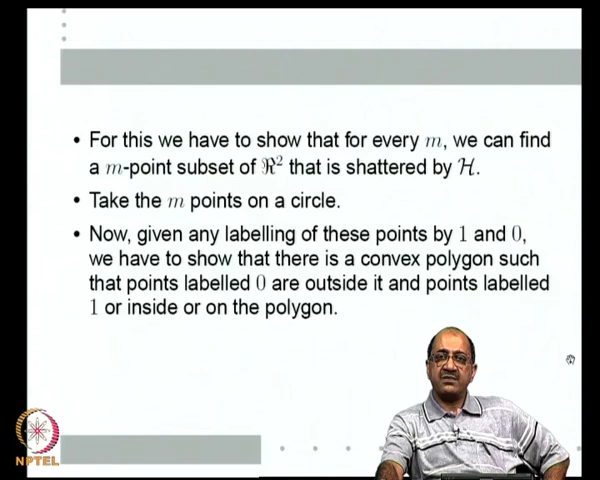 • For this we have to show that for every m, we can find
a m-point subset of ℜ² that is shattered by ℋ.
• Take the m points on a circle.
• Now, given any labelling of these points by 1 and 0,
we have to show that there is a convex polygon such
that points labelled 0 are outside it and points labelled
1 or inside or on the polygon.
NPTEL